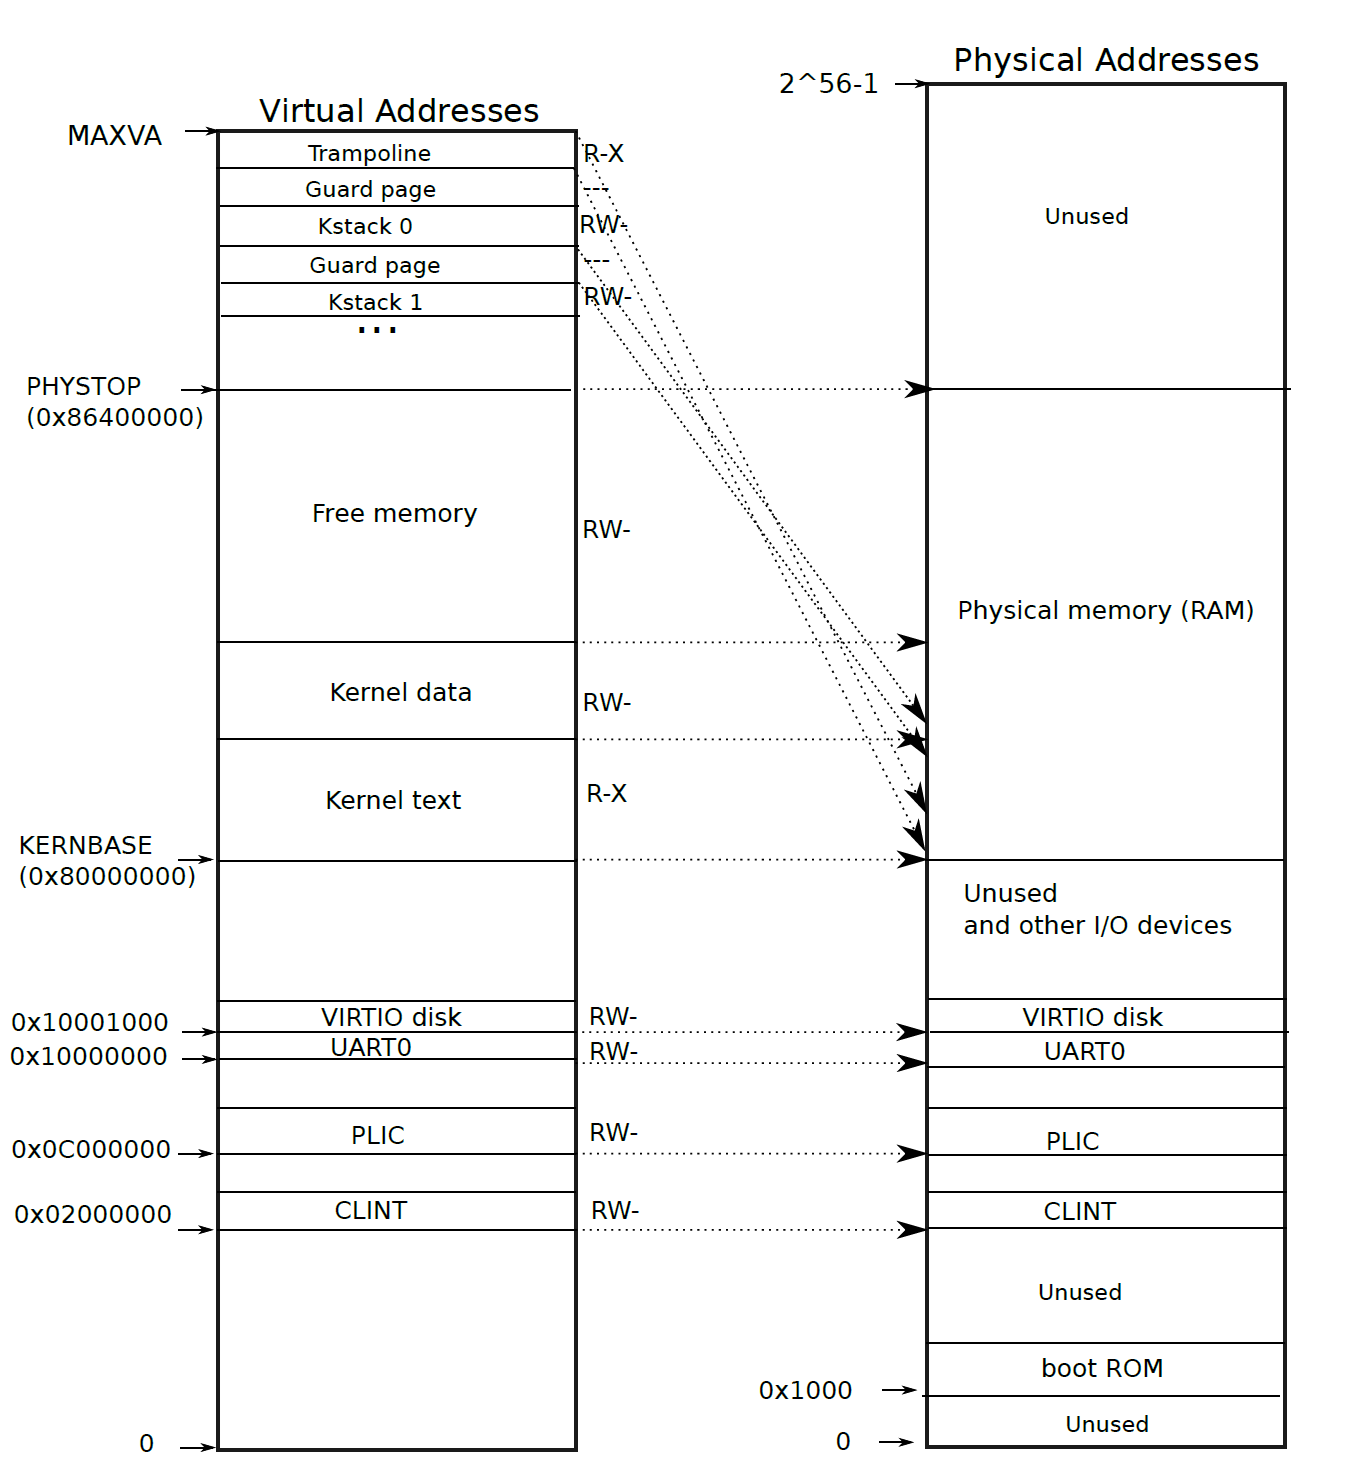 Physical Addresses
2^56-1
Virtual Addresses
MAXVA
Trampoline
R-X
Guard page
---
Unused
Kstack 0
RW-
Guard page
---
Kstack 1
RW-
...
PHYSTOP
(0x86400000)
Free memory
RW-
Physical memory (RAM)
Kernel data
RW-
Kernel text
R-X
KERNBASE
(0x80000000)
Unused
and other I/O devices
0x10001000
VIRTIO disk
RW-
VIRTIO disk
0x10000000
UART0
RW-
UART0
0x0C000000
PLIC
RW-
PLIC
0x02000000
CLINT
RW-
CLINT
Unused
boot ROM
0x1000
Unused
0
0